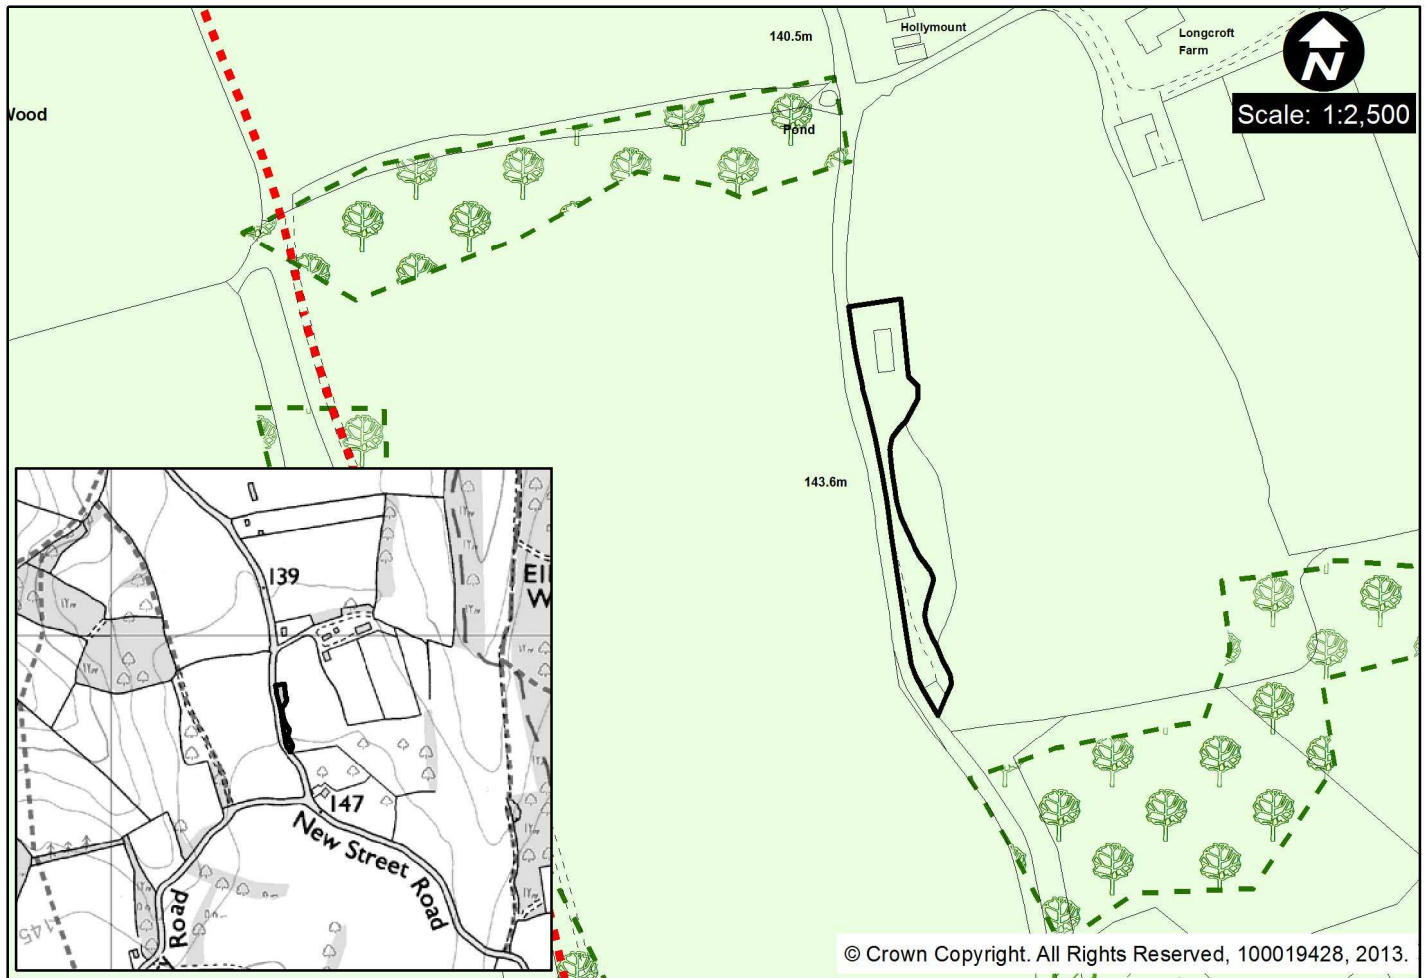 140.5m
Hollymount
Longcroft
Farm
N
Scale: 1:2,500
Pond
143.6m
139
147
New Street Road
Road
145
© Crown Copyright. All Rights Reserved, 100019428, 2013.